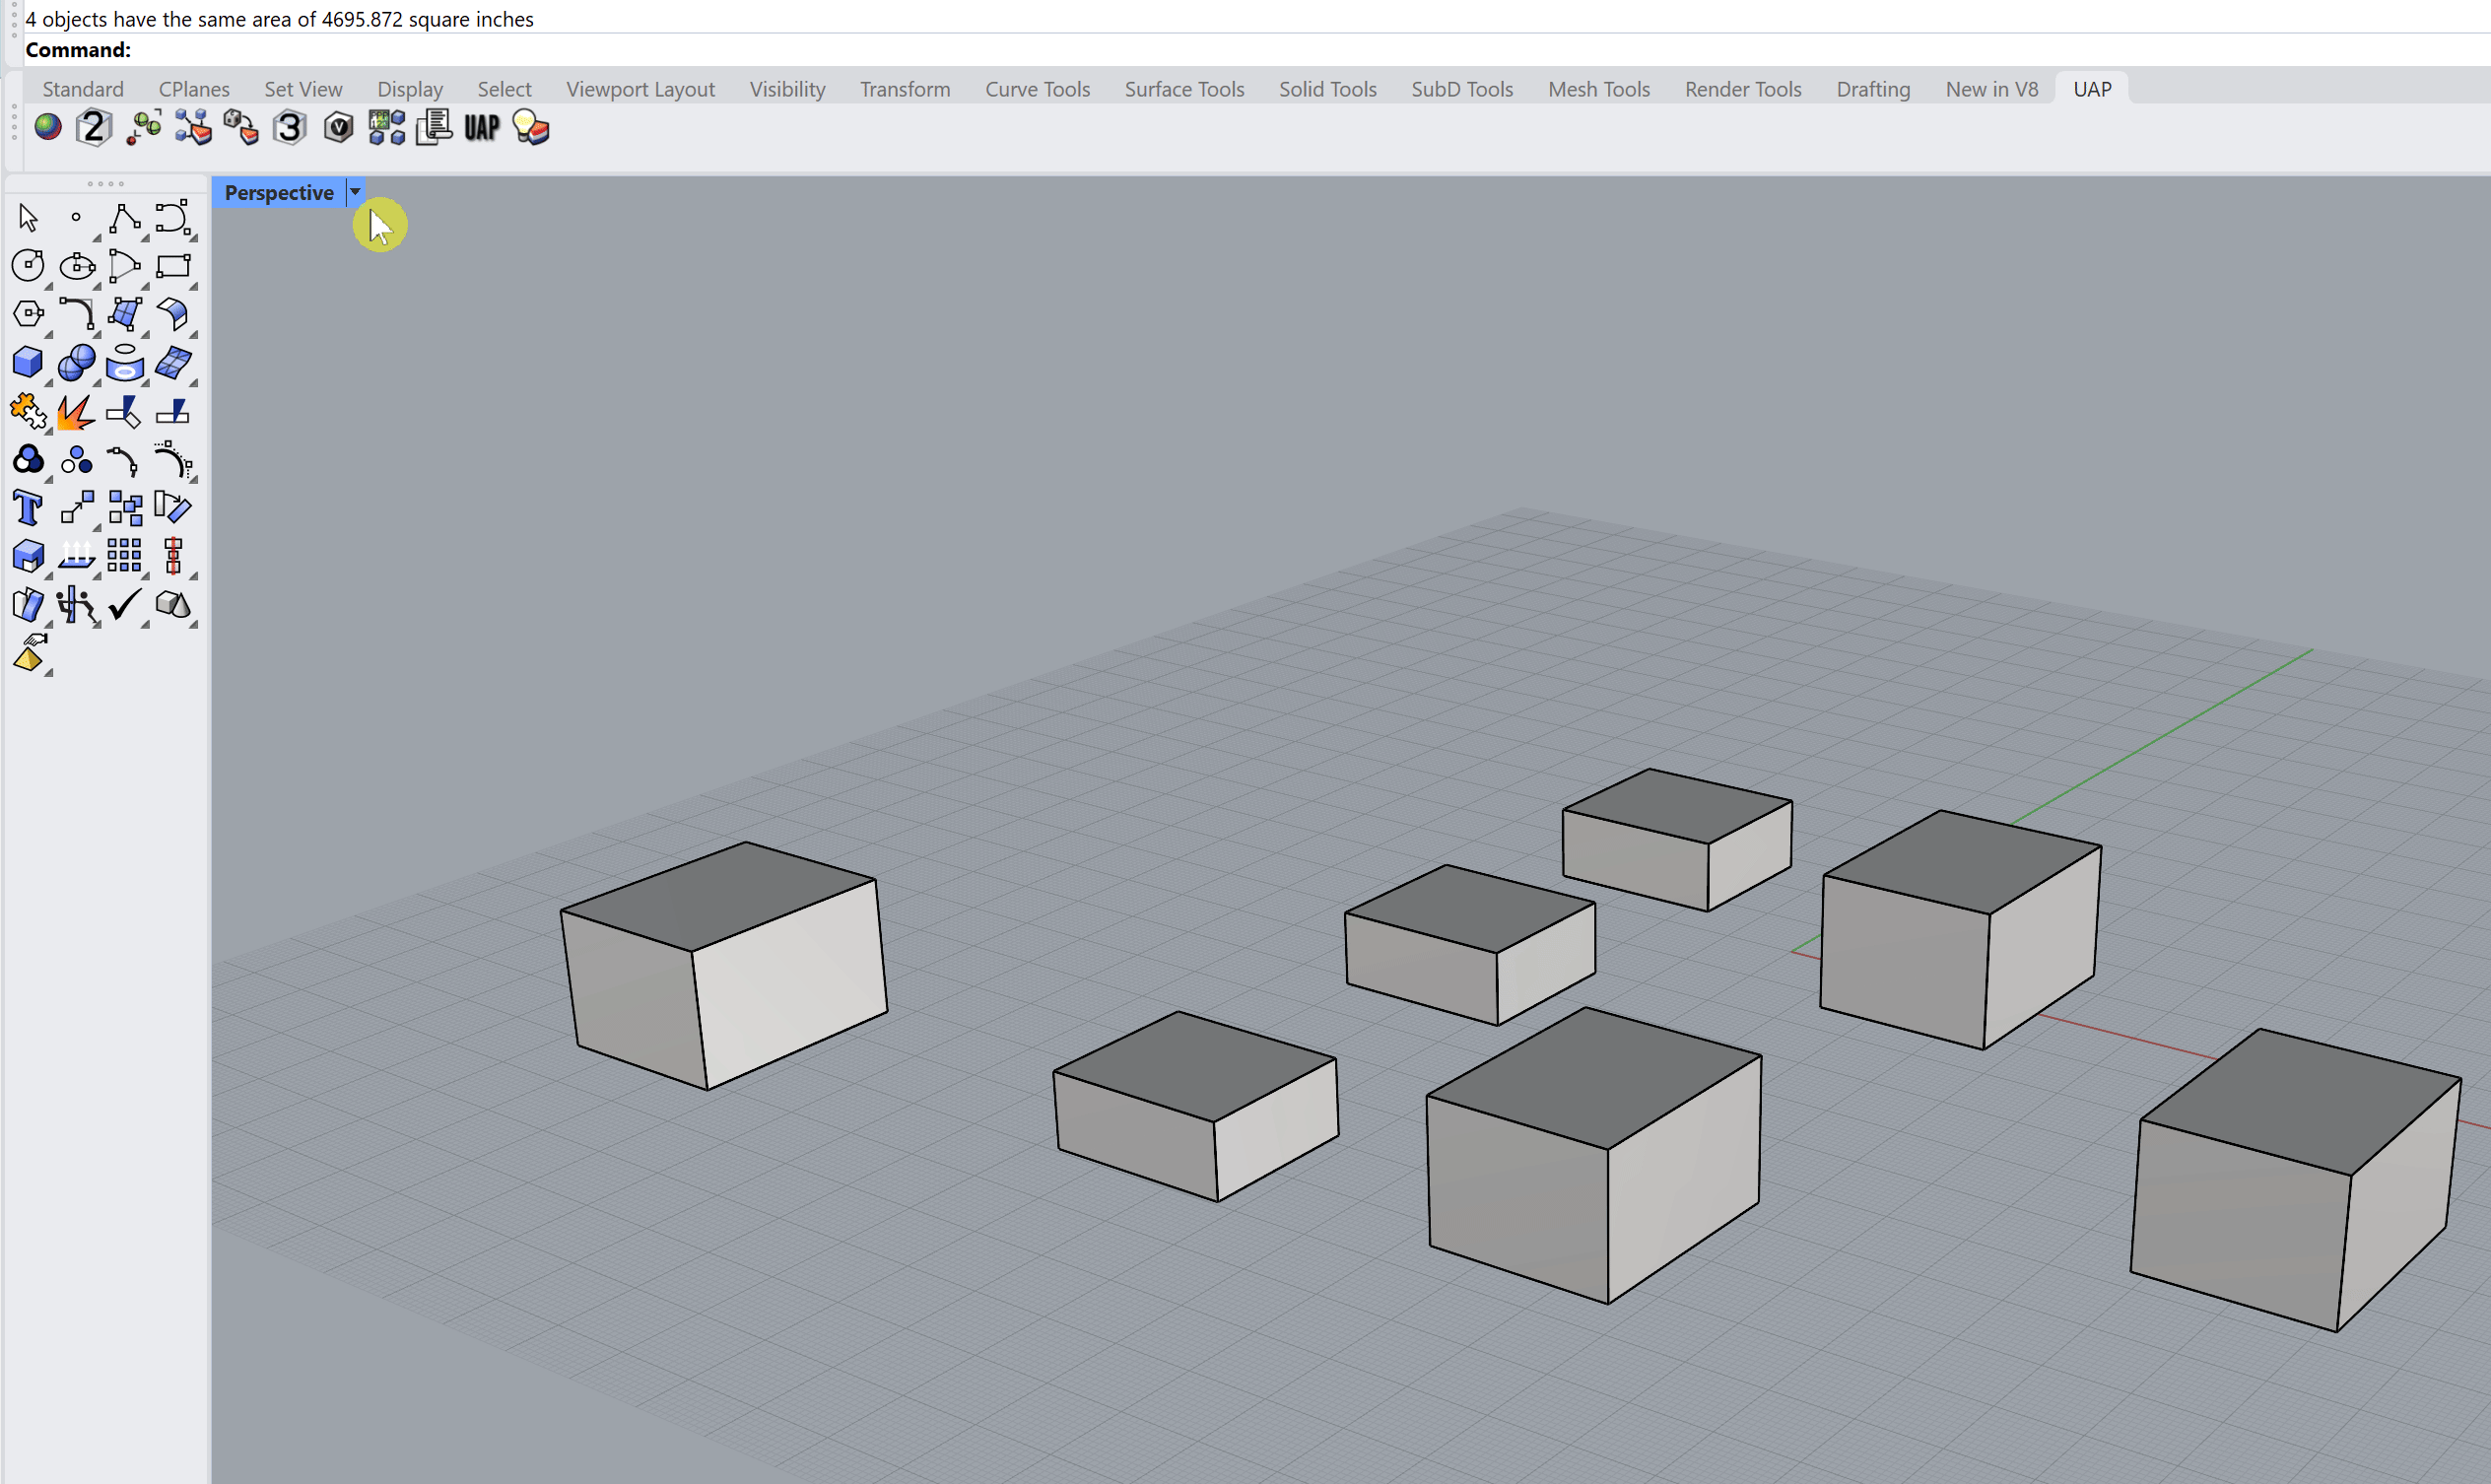 4 objects have the same area of 4695.872 square inches
Command:
Standard CPlanes Set View Display Select Viewport Layout Visibility Transform Curve Tools Surface Tools Solid Tools SubD Tools Mesh Tools Render Tools Drafting New in V8 UAP
2 3 V UAP
Perspective
T